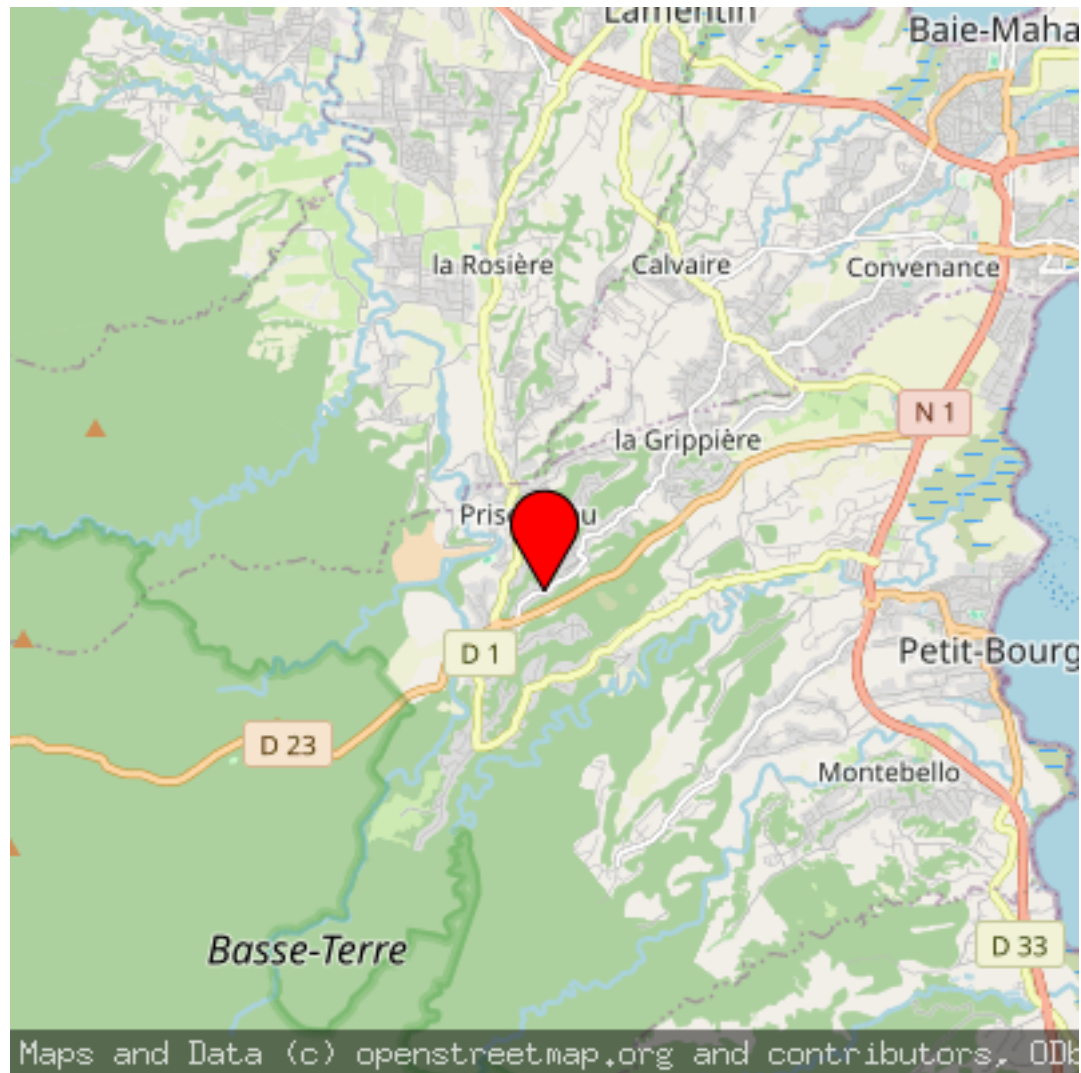 Lamentin
Baie-Maha
la Rosière
Calvaire
Convenance
N 1
la Grippière
D 1
Petit-Bourg
D 23
Montebello
Basse-Terre
D 33
Maps and Data (c) openstreetmap.org and contributors, ODb